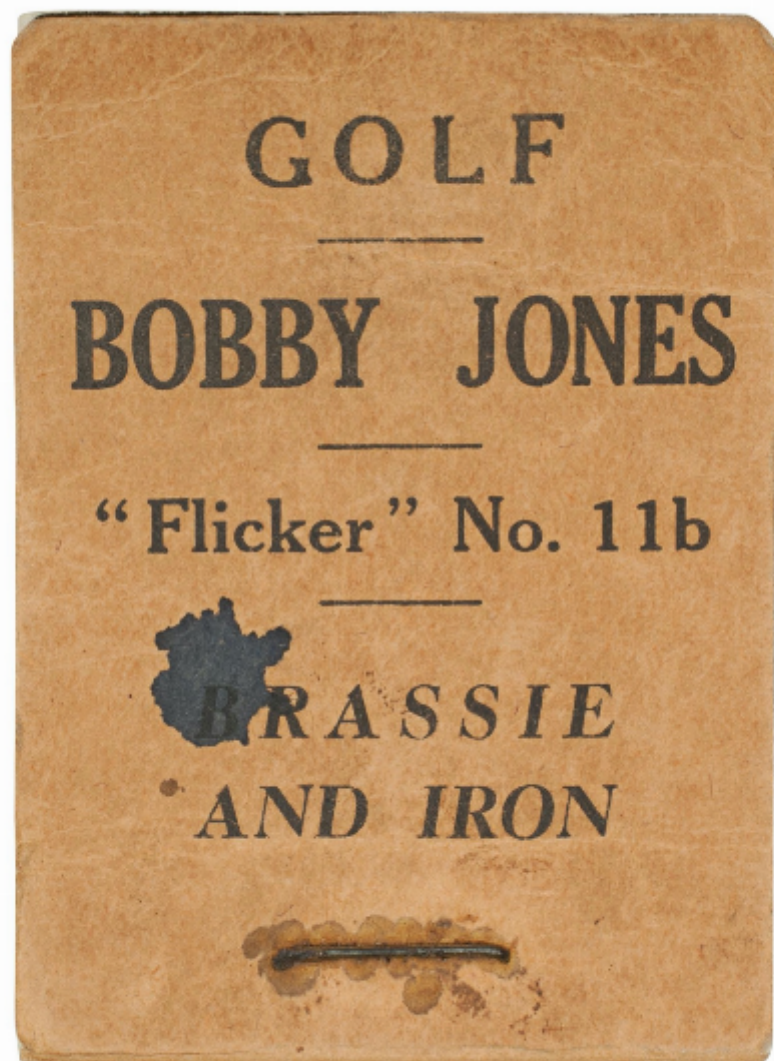 GOLF
BOBBY JONES
“Flicker” No. 11b
BRASSIE
AND IRON